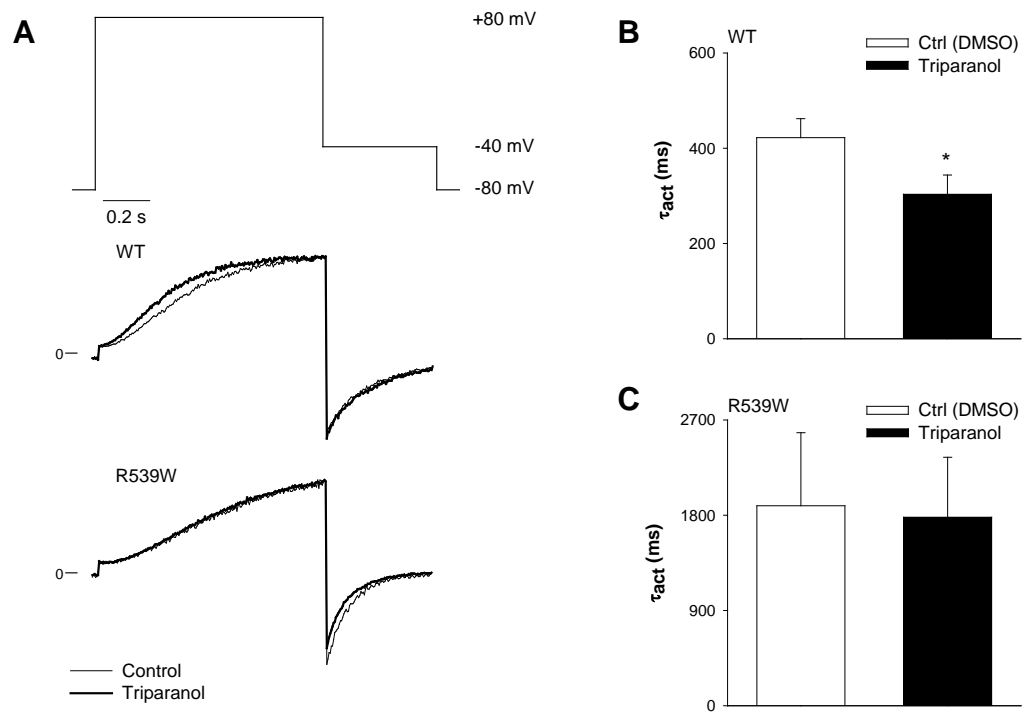 A
+80 mV
-40 mV
-80 mV
0.2 s
WT
0
R539W
0
Control
Triparanol
B
WT
Ctrl (DMSO)
Triparanol
600
400
200
0
τact (ms)
*
C
R539W
Ctrl (DMSO)
Triparanol
2700
1800
900
0
τact (ms)